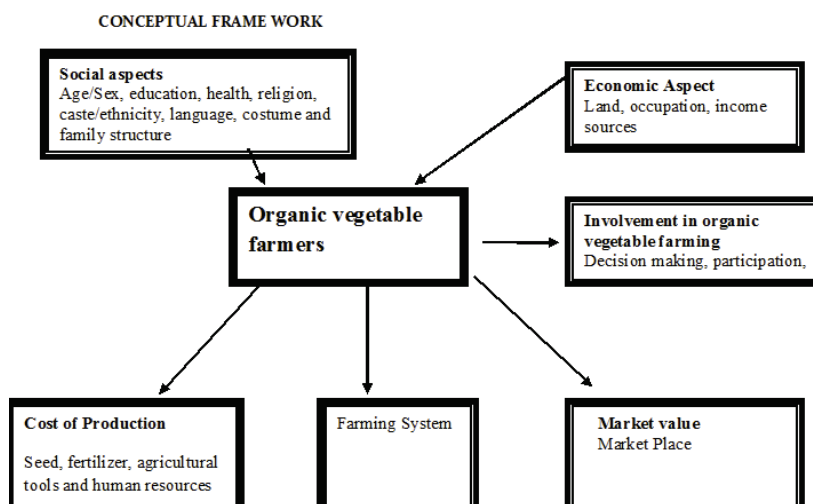 CONCEPTUAL FRAME WORK
Social aspects
Age/Sex, education, health, religion,
caste/ethnicity, language, costume and
family structure
Economic Aspect
Land, occupation, income
sources
Organic vegetable
farmers
Involvement in organic
vegetable farming
Decision making, participation,
Cost of Production
Seed, fertilizer, agricultural
tools and human resources
Farming System
Market value
Market Place